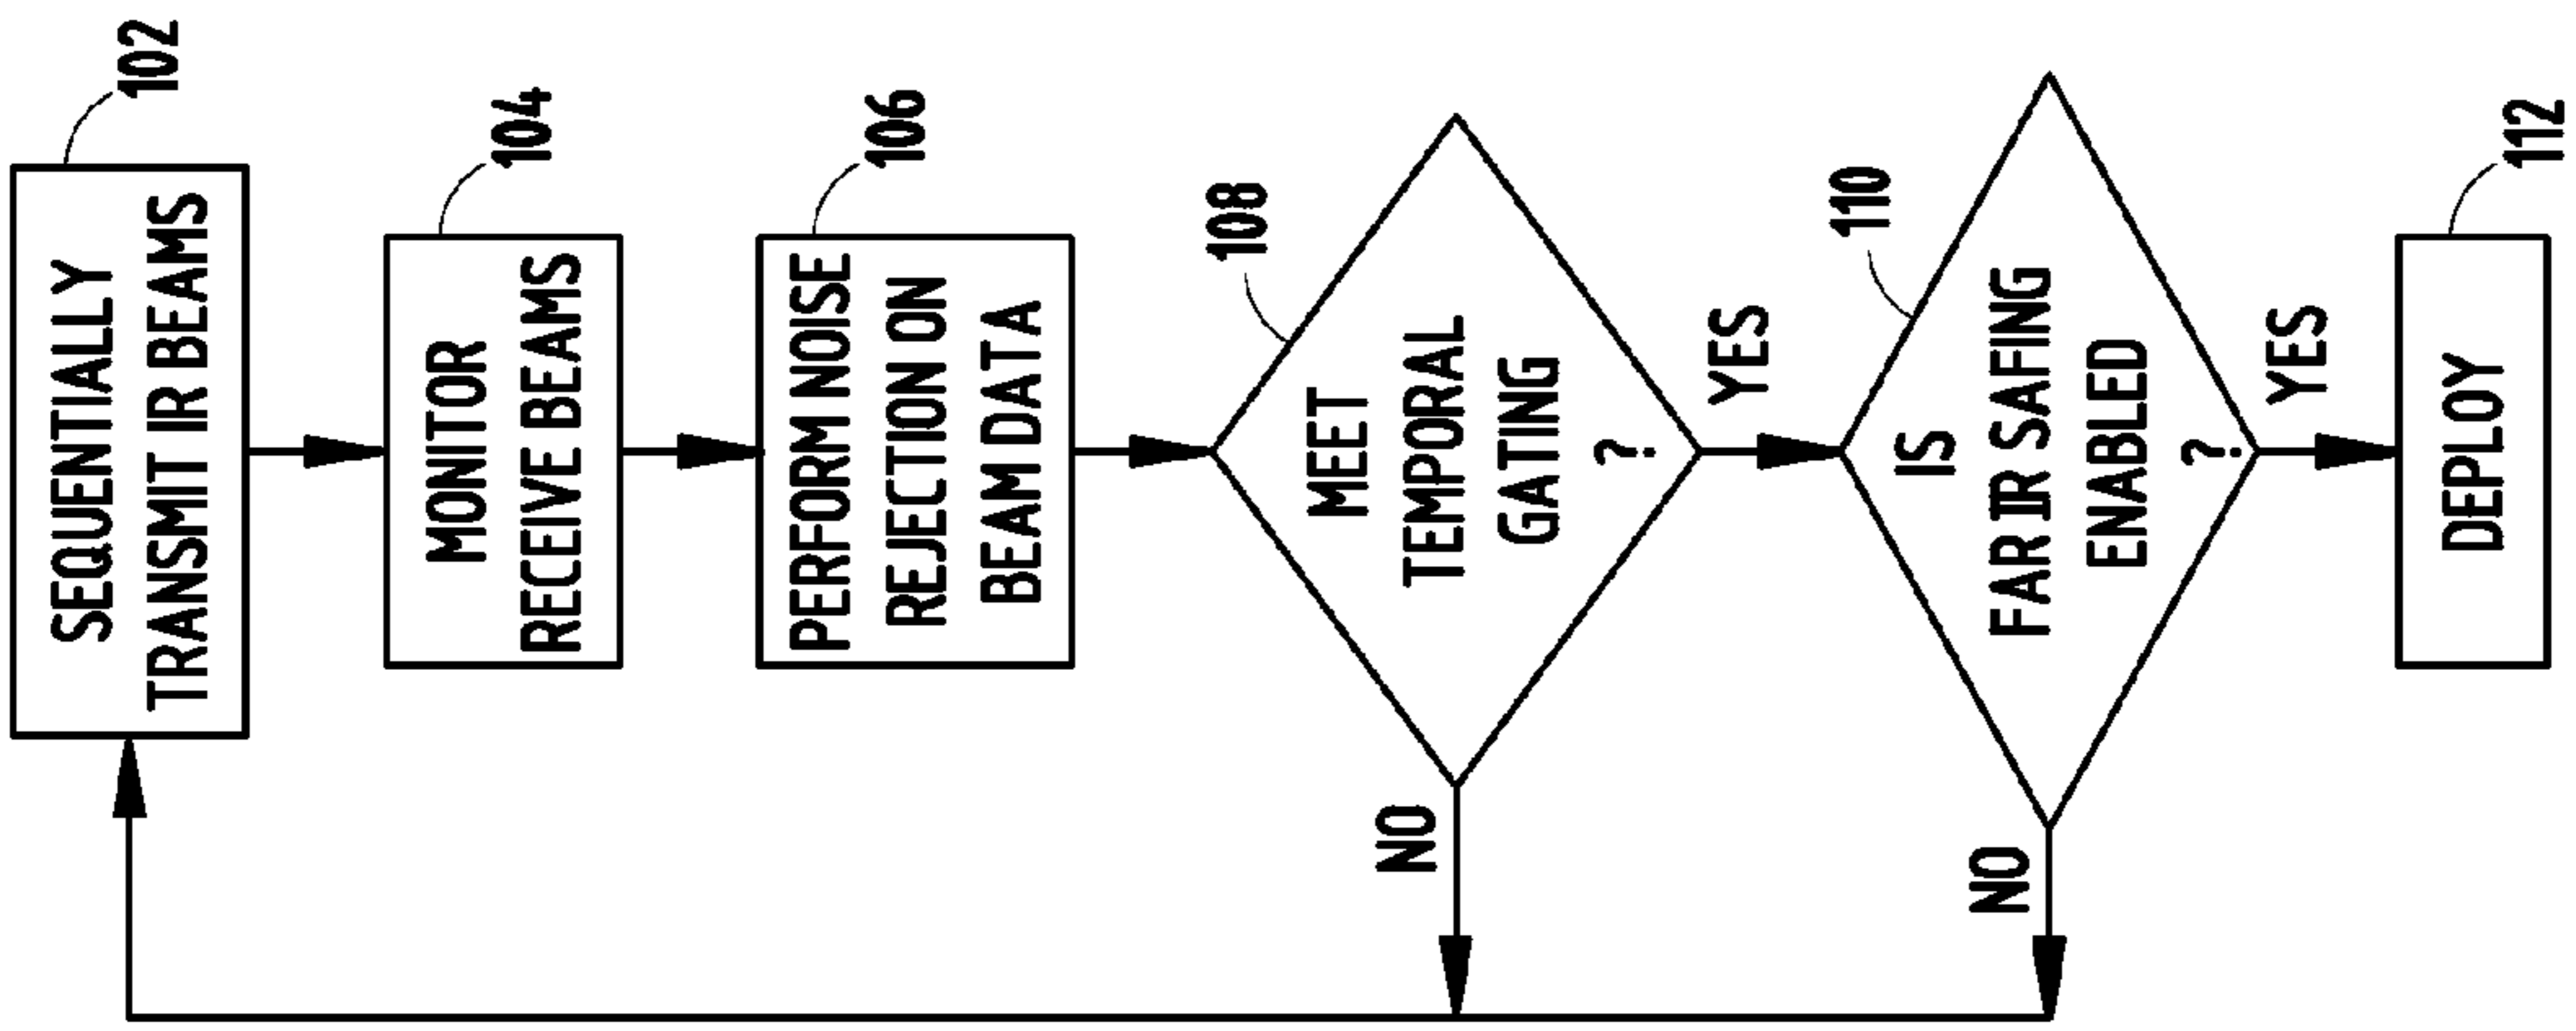 102
SEQUENTIALLY
TRANSMIT IR BEAMS
104
MONITOR
RECEIVE BEAMS
106
PERFORM NOISE
REJECTION ON
BEAM DATA
108
MEET
TEMPORAL
GATING
?
NO
YES
110
IS
FAR IR SAFING
ENABLED
?
NO
YES
112
DEPLOY